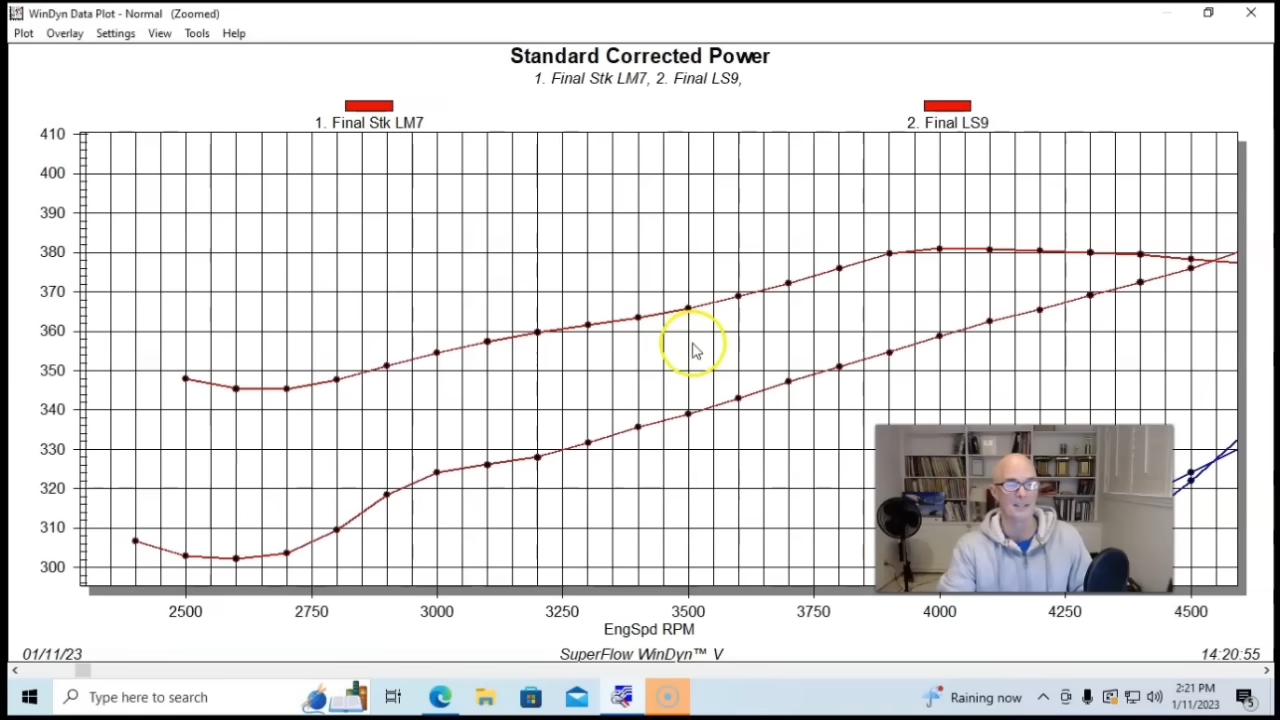 WinDyn Data Plot - Normal (Zoomed)
Plot Overlay Settings View Tools Help
Standard Corrected Power
1. Final Stk LM7, 2. Final LS9,
1. Final Stk LM7 2. Final LS9
410
400
390
380
370
360
350
340
330
320
310
300
2500 2750 3000 3250 3500 3750 4000 4250 4500
EngSpd RPM
01/11/23 SuperFlow WinDyn™ V 14:20:55
Type here to search Raining now 2:21 PM
1/11/2023 5